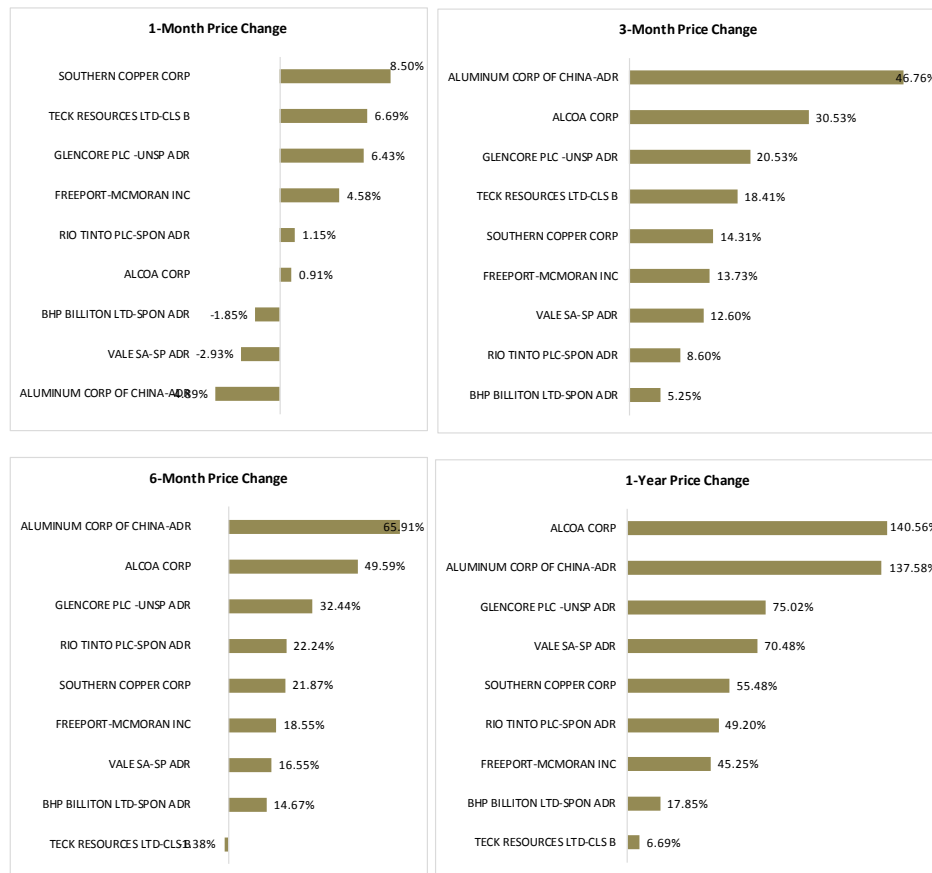 1-Month Price Change
SOUTHERN COPPER CORP 8.50%
TECK RESOURCES LTD-CLS B 6.69%
GLENCORE PLC -UNSP ADR 6.43%
FREEPORT-MCMORAN INC 4.58%
RIO TINTO PLC-SPON ADR 1.15%
ALCOA CORP 0.91%
BHP BILLITON LTD-SPON ADR -1.85%
VALE SA-SP ADR -2.93%
ALUMINUM CORP OF CHINA-ADR -4.89%
3-Month Price Change
ALUMINUM CORP OF CHINA-ADR 46.76%
ALCOA CORP 30.53%
GLENCORE PLC -UNSP ADR 20.53%
TECK RESOURCES LTD-CLS B 18.41%
SOUTHERN COPPER CORP 14.31%
FREEPORT-MCMORAN INC 13.73%
VALE SA-SP ADR 12.60%
RIO TINTO PLC-SPON ADR 8.60%
BHP BILLITON LTD-SPON ADR 5.25%
6-Month Price Change
ALUMINUM CORP OF CHINA-ADR 65.91%
ALCOA CORP 49.59%
GLENCORE PLC -UNSP ADR 32.44%
RIO TINTO PLC-SPON ADR 22.24%
SOUTHERN COPPER CORP 21.87%
FREEPORT-MCMORAN INC 18.55%
VALE SA-SP ADR 16.55%
BHP BILLITON LTD-SPON ADR 14.67%
TECK RESOURCES LTD-CLS B
1-Year Price Change
ALCOA CORP 140.56%
ALUMINUM CORP OF CHINA-ADR 137.58%
GLENCORE PLC -UNSP ADR 75.02%
VALE SA-SP ADR 70.48%
SOUTHERN COPPER CORP 55.48%
RIO TINTO PLC-SPON ADR 49.20%
FREEPORT-MCMORAN INC 45.25%
BHP BILLITON LTD-SPON ADR 17.85%
TECK RESOURCES LTD-CLS B 6.69%